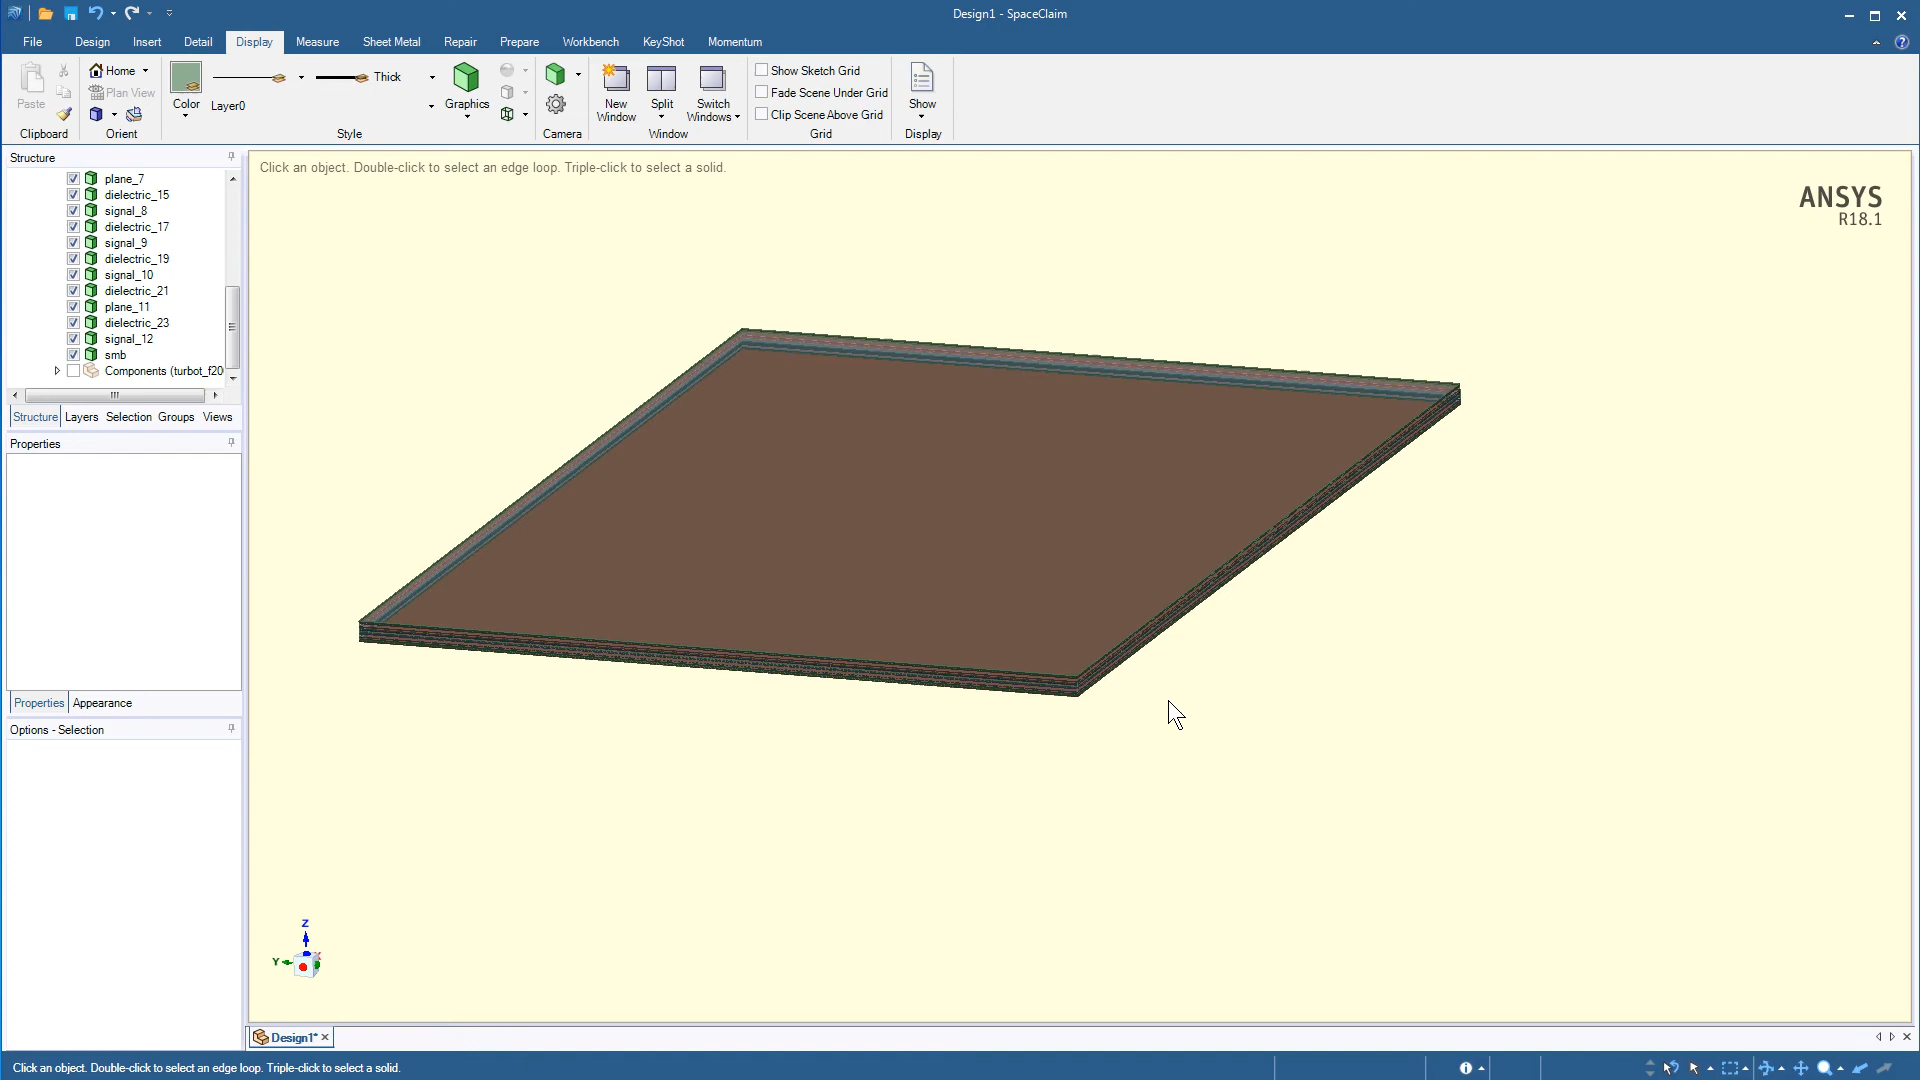 Design1 - SpaceClaim
File Design Insert Detail Display Measure Sheet Metal Repair Prepare Workbench KeyShot Momentum
Paste
Clipboard
Home
Plan View
Orient
Color
Layer0
Thick
Style
Graphics
Camera
New Window
Split
Switch Windows
Window
Show Sketch Grid
Fade Scene Under Grid
Clip Scene Above Grid
Grid
Show
Display
Structure
plane_7
dielectric_15
signal_8
dielectric_17
signal_9
dielectric_19
signal_10
dielectric_21
plane_11
dielectric_23
signal_12
smb
Components (turbot_f20
Structure Layers Selection Groups Views
Properties
Properties Appearance
Options - Selection
Click an object. Double-click to select an edge loop. Triple-click to select a solid.
ANSYS
R18.1
Z
Y
Design1*
Click an object. Double-click to select an edge loop. Triple-click to select a solid.